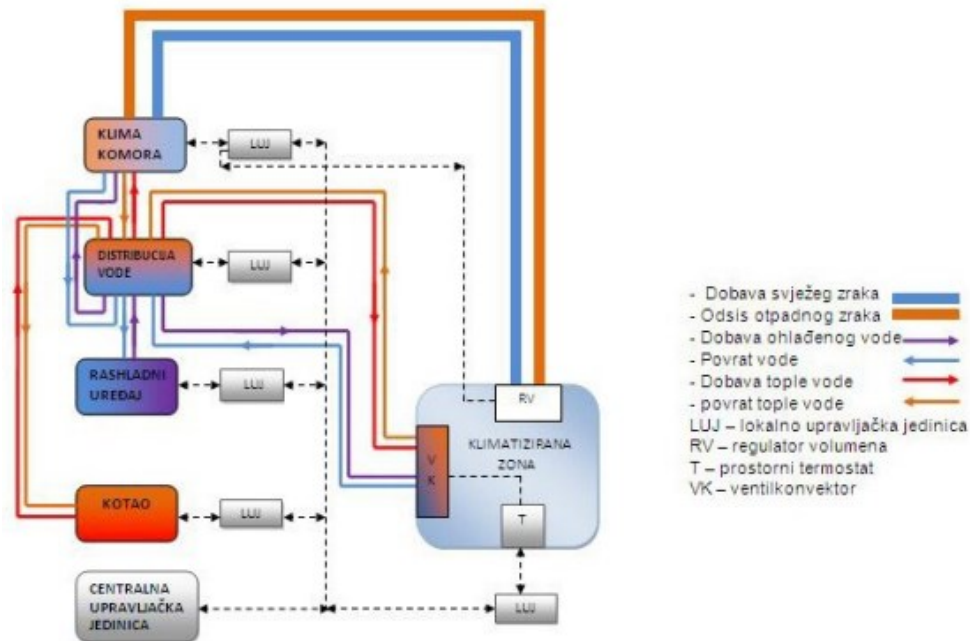 KLIMA
KOMORA
LUJ
DISTRIBUCIJA
VODE
LUJ
RASHLADNI
UREĐAJ
LUJ
KOTAO
LUJ
CENTRALNA
UPRAVLJAČKA
JEDINICA
RV
KLIMATIZIRANA
ZONA
V
K
T
LUJ
- Dobava svježeg zraka
- Odsis otpadnog zraka
- Dobava ohlađenog vode
- Povrat vode
- Dobava tople vode
- povrat tople vode
LUJ – lokalno upravljačka jedinica
RV – regulator volumena
T – prostorni termostat
VK – ventilkonvektor